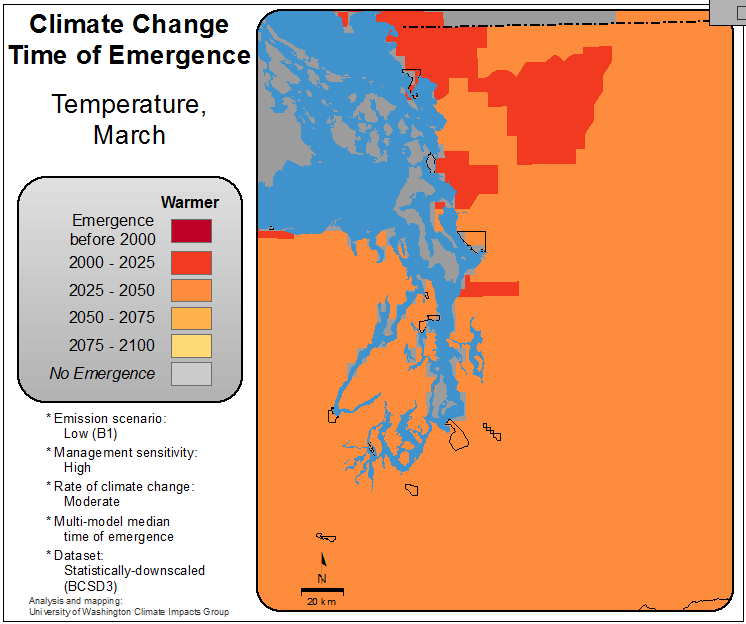 Climate Change
Time of Emergence
Temperature,
March
Warmer
Emergence
before 2000
2000 - 2025
2025 - 2050
2050 - 2075
2075 - 2100
No Emergence
* Emission scenario:
Low (B1)
* Management sensitivity:
High
* Rate of climate change:
Moderate
* Multi-model median
time of emergence
* Dataset:
Statistically-downscaled
(BCSD3)
Analysis and mapping:
University of Washington Climate Impacts Group
N
20 km